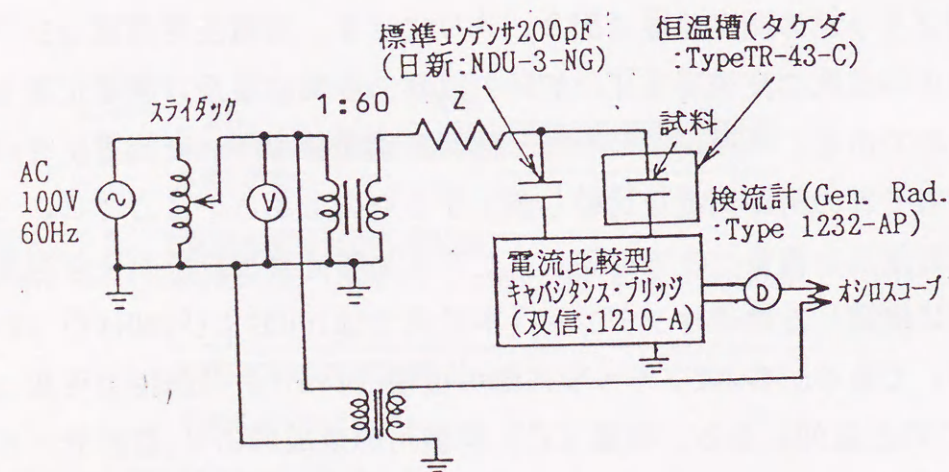 標準コンデンサ200pF
(日新:NDU-3-NG)
恒温槽(タケダ
:TypeTR-43-C)
スライダック
1:60
Z
試料
AC
100V
60Hz
V
検流計(Gen. Rad.
:Type 1232-AP)
電流比較型
キャパシタンス・ブリッジ
(双信:1210-A)
D
オシロスコープ